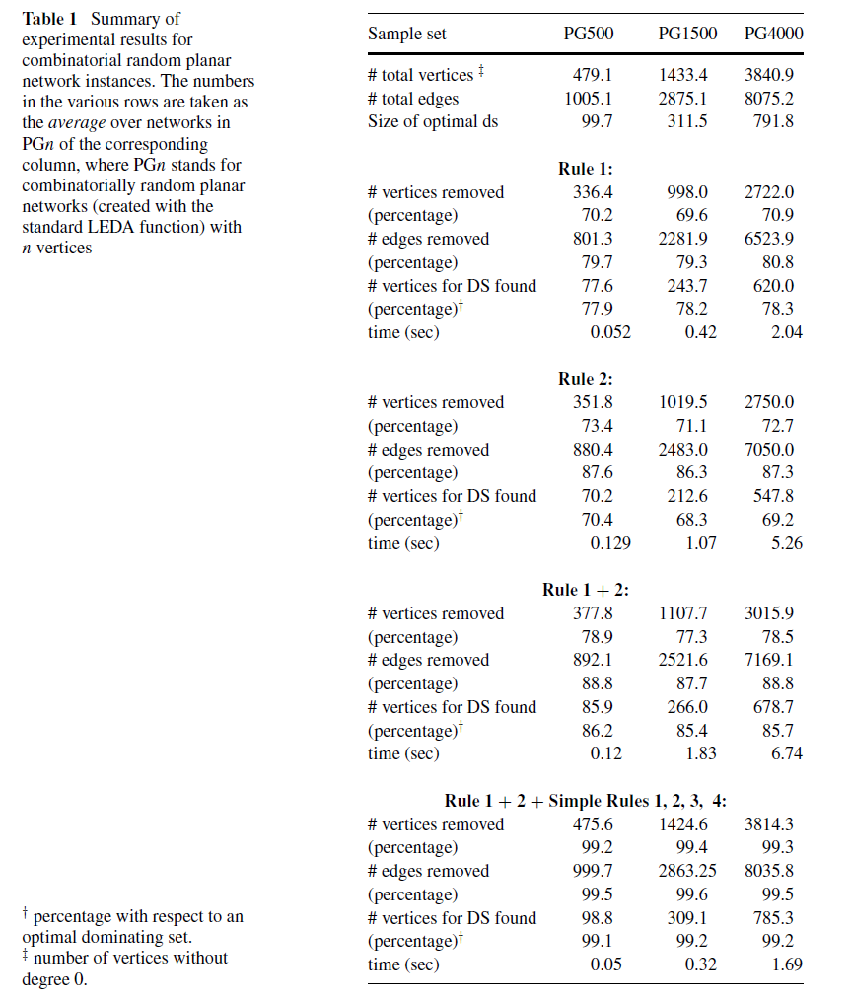 Table 1 Summary of
experimental results for
combinatorial random planar
network instances. The numbers
in the various rows are taken as
the average over networks in
PGn of the corresponding
column, where PGn stands for
combinatorially random planar
networks (created with the
standard LEDA function) with
n vertices
Sample set PG500 PG1500 PG4000
# total vertices ‡ 479.1 1433.4 3840.9
# total edges 1005.1 2875.1 8075.2
Size of optimal ds 99.7 311.5 791.8
Rule 1:
# vertices removed 336.4 998.0 2722.0
(percentage) 70.2 69.6 70.9
# edges removed 801.3 2281.9 6523.9
(percentage) 79.7 79.3 80.8
# vertices for DS found 77.6 243.7 620.0
(percentage)† 77.9 78.2 78.3
time (sec) 0.052 0.42 2.04
Rule 2:
# vertices removed 351.8 1019.5 2750.0
(percentage) 73.4 71.1 72.7
# edges removed 880.4 2483.0 7050.0
(percentage) 87.6 86.3 87.3
# vertices for DS found 70.2 212.6 547.8
(percentage)† 70.4 68.3 69.2
time (sec) 0.129 1.07 5.26
Rule 1 + 2:
# vertices removed 377.8 1107.7 3015.9
(percentage) 78.9 77.3 78.5
# edges removed 892.1 2521.6 7169.1
(percentage) 88.8 87.7 88.8
# vertices for DS found 85.9 266.0 678.7
(percentage)† 86.2 85.4 85.7
time (sec) 0.12 1.83 6.74
Rule 1 + 2 + Simple Rules 1, 2, 3, 4:
# vertices removed 475.6 1424.6 3814.3
(percentage) 99.2 99.4 99.3
# edges removed 999.7 2863.25 8035.8
(percentage) 99.5 99.6 99.5
# vertices for DS found 98.8 309.1 785.3
(percentage)† 99.1 99.2 99.2
time (sec) 0.05 0.32 1.69
† percentage with respect to an
optimal dominating set.
‡ number of vertices without
degree 0.